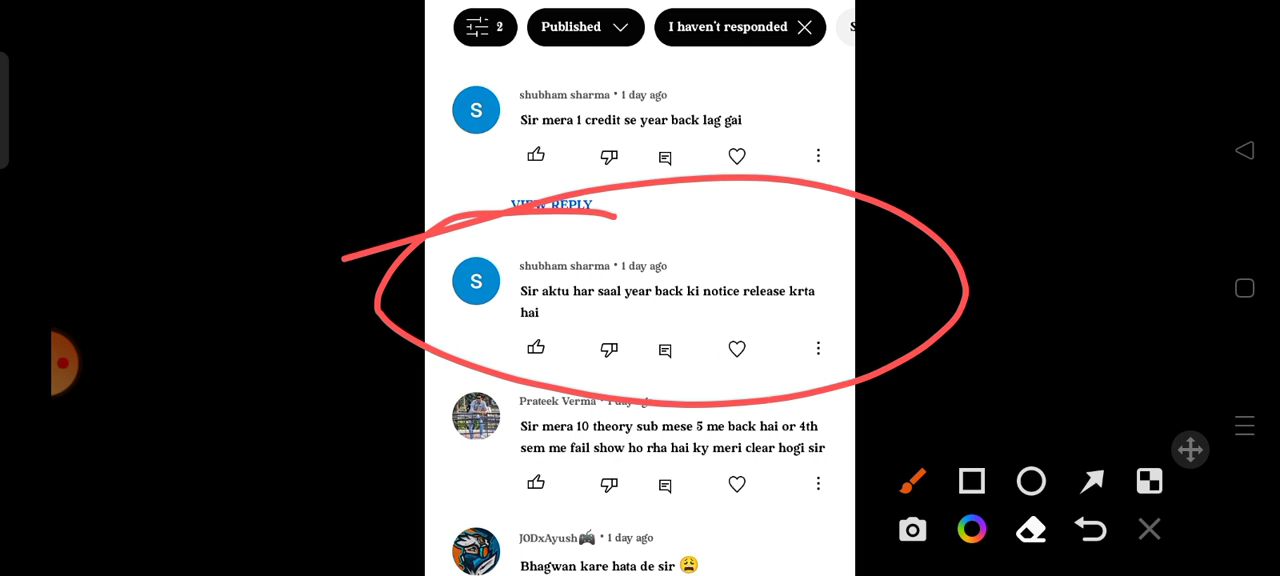 2
Published
I haven't responded
S
shubham sharma • 1 day ago
Sir mera 1 credit se year back lag gai
VIEW REPLY
shubham sharma • 1 day ago
Sir aktu har saal year back ki notice release krta
hai
Prateek Verma • 1 day ago
Sir mera 10 theory sub mese 5 me back hai or 4th
sem me fail show ho rha hai ky meri clear hogi sir
JODxAyush🎮 • 1 day ago
Bhagwan kare hata de sir 😩